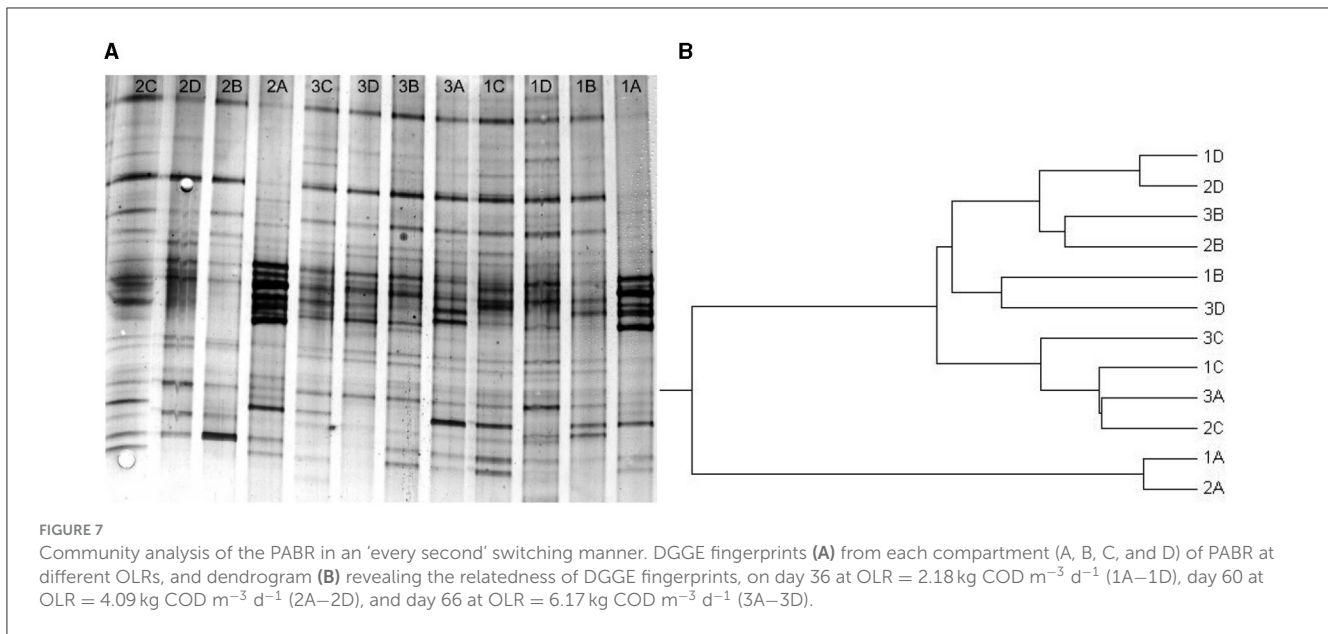 A
B
2C 2D 2B 2A 3C 3D 3B 3A 1C 1D 1B 1A
1D
2D
3B
2B
1B
3D
3C
1C
3A
2C
1A
2A
FIGURE 7
Community analysis of the PABR in an ‘every second’ switching manner. DGGE fingerprints (A) from each compartment (A, B, C, and D) of PABR at
different OLRs, and dendrogram (B) revealing the relatedness of DGGE fingerprints, on day 36 at OLR = 2.18 kg COD m⁻³ d⁻¹ (1A–1D), day 60 at
OLR = 4.09 kg COD m⁻³ d⁻¹ (2A–2D), and day 66 at OLR = 6.17 kg COD m⁻³ d⁻¹ (3A–3D).